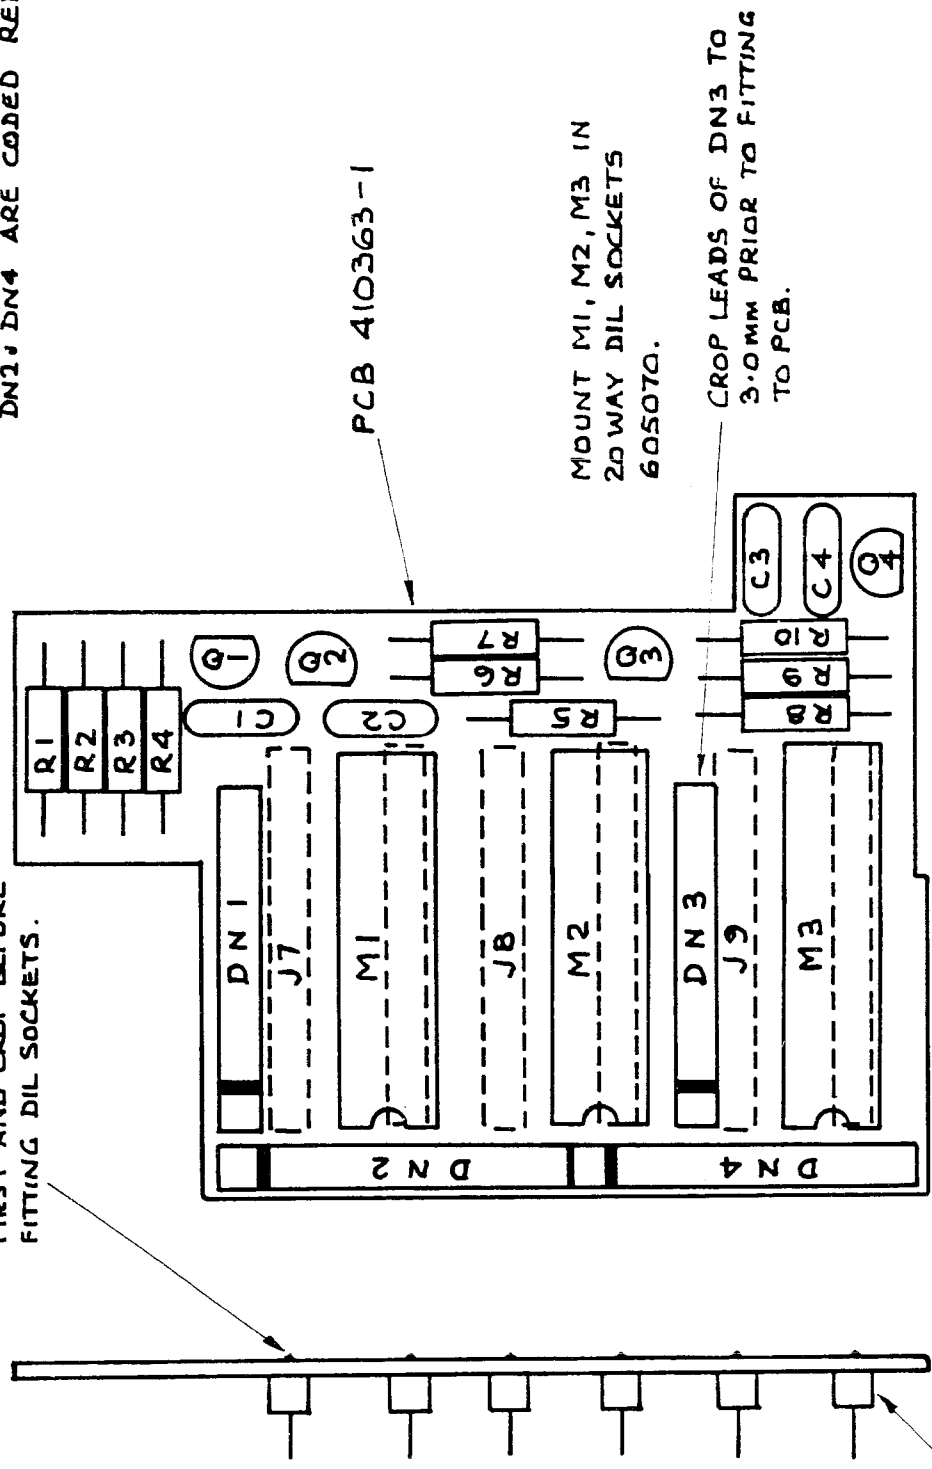 DN2, DN4 ARE CODED
PCB 410363-1
MOUNT M1, M2, M3 IN
20 WAY DIL SOCKETS
605070.
CROP LEADS OF DN3 TO
3.0mm PRIOR TO FITTING
TO PCB.
FIRST AND
BEFORE
FITTING DIL SOCKETS.
R1
R2
R3
R4
Q1
Q2
C1
C2
R7
R6
R5
Q3
R10
R9
R8
C3
C4
Q4
DN1
J7
M1
J8
M2
DN3
J9
M3
DN2
DN4